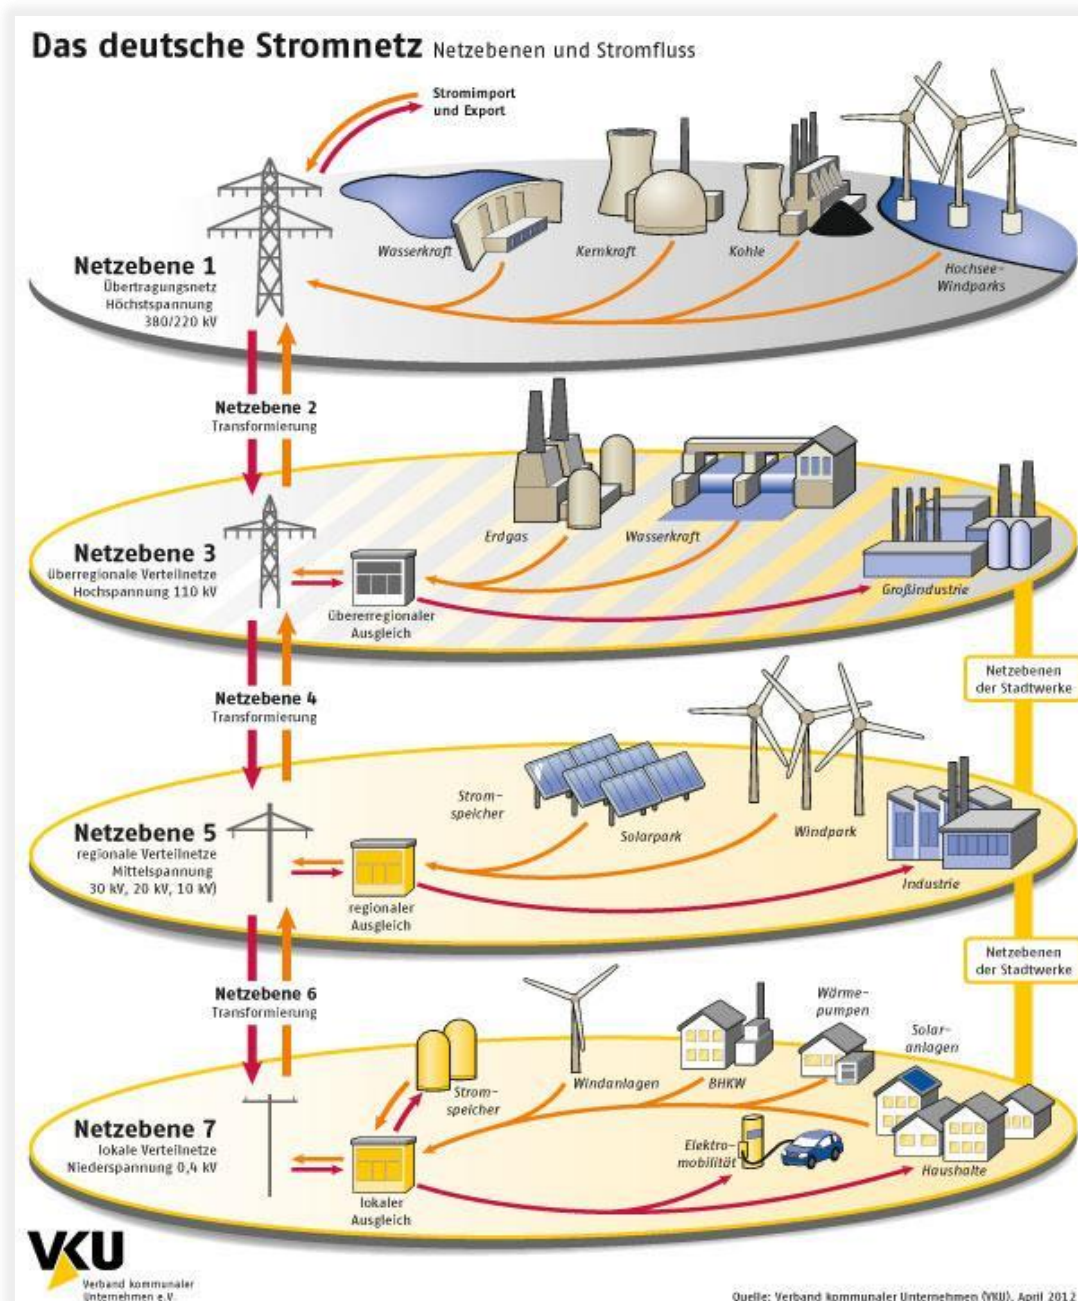 Das deutsche Stromnetz Netzebenen und Stromfluss
Stromimport
und Export
Wasserkraft
Kernkraft
Kohle
Hochsee-
Windparks
Netzebene 1
Übertragungsnetz
Höchstspannung
380/220 kV
Netzebene 2
Transformierung
Netzebene 3
überregionale Verteilnetze
Hochspannung 110 kV
Erdgas
Wasserkraft
Großindustrie
übererregionaler
Ausgleich
Netzebenen
der Stadtwerke
Netzebene 4
Transformierung
Netzebene 5
regionale Verteilnetze
Mittelspannung
30 kV, 20 kV, 10 kV)
Strom-
speicher
Solarpark
Windpark
Industrie
regionaler
Ausgleich
Netzebenen
der Stadtwerke
Netzebene 6
Transformierung
Netzebene 7
lokale Verteilnetze
Niederspannung 0,4 kV
Strom-
speicher
Windanlagen
BHKW
Wärme-
pumpen
Solar-
anlagen
Elektro-
mobilität
Haushalte
lokaler
Ausgleich
VKU
Verband kommunaler
Unternehmen e.V.
Quelle: Verband kommunaler Unternehmen (VKU), April 2012